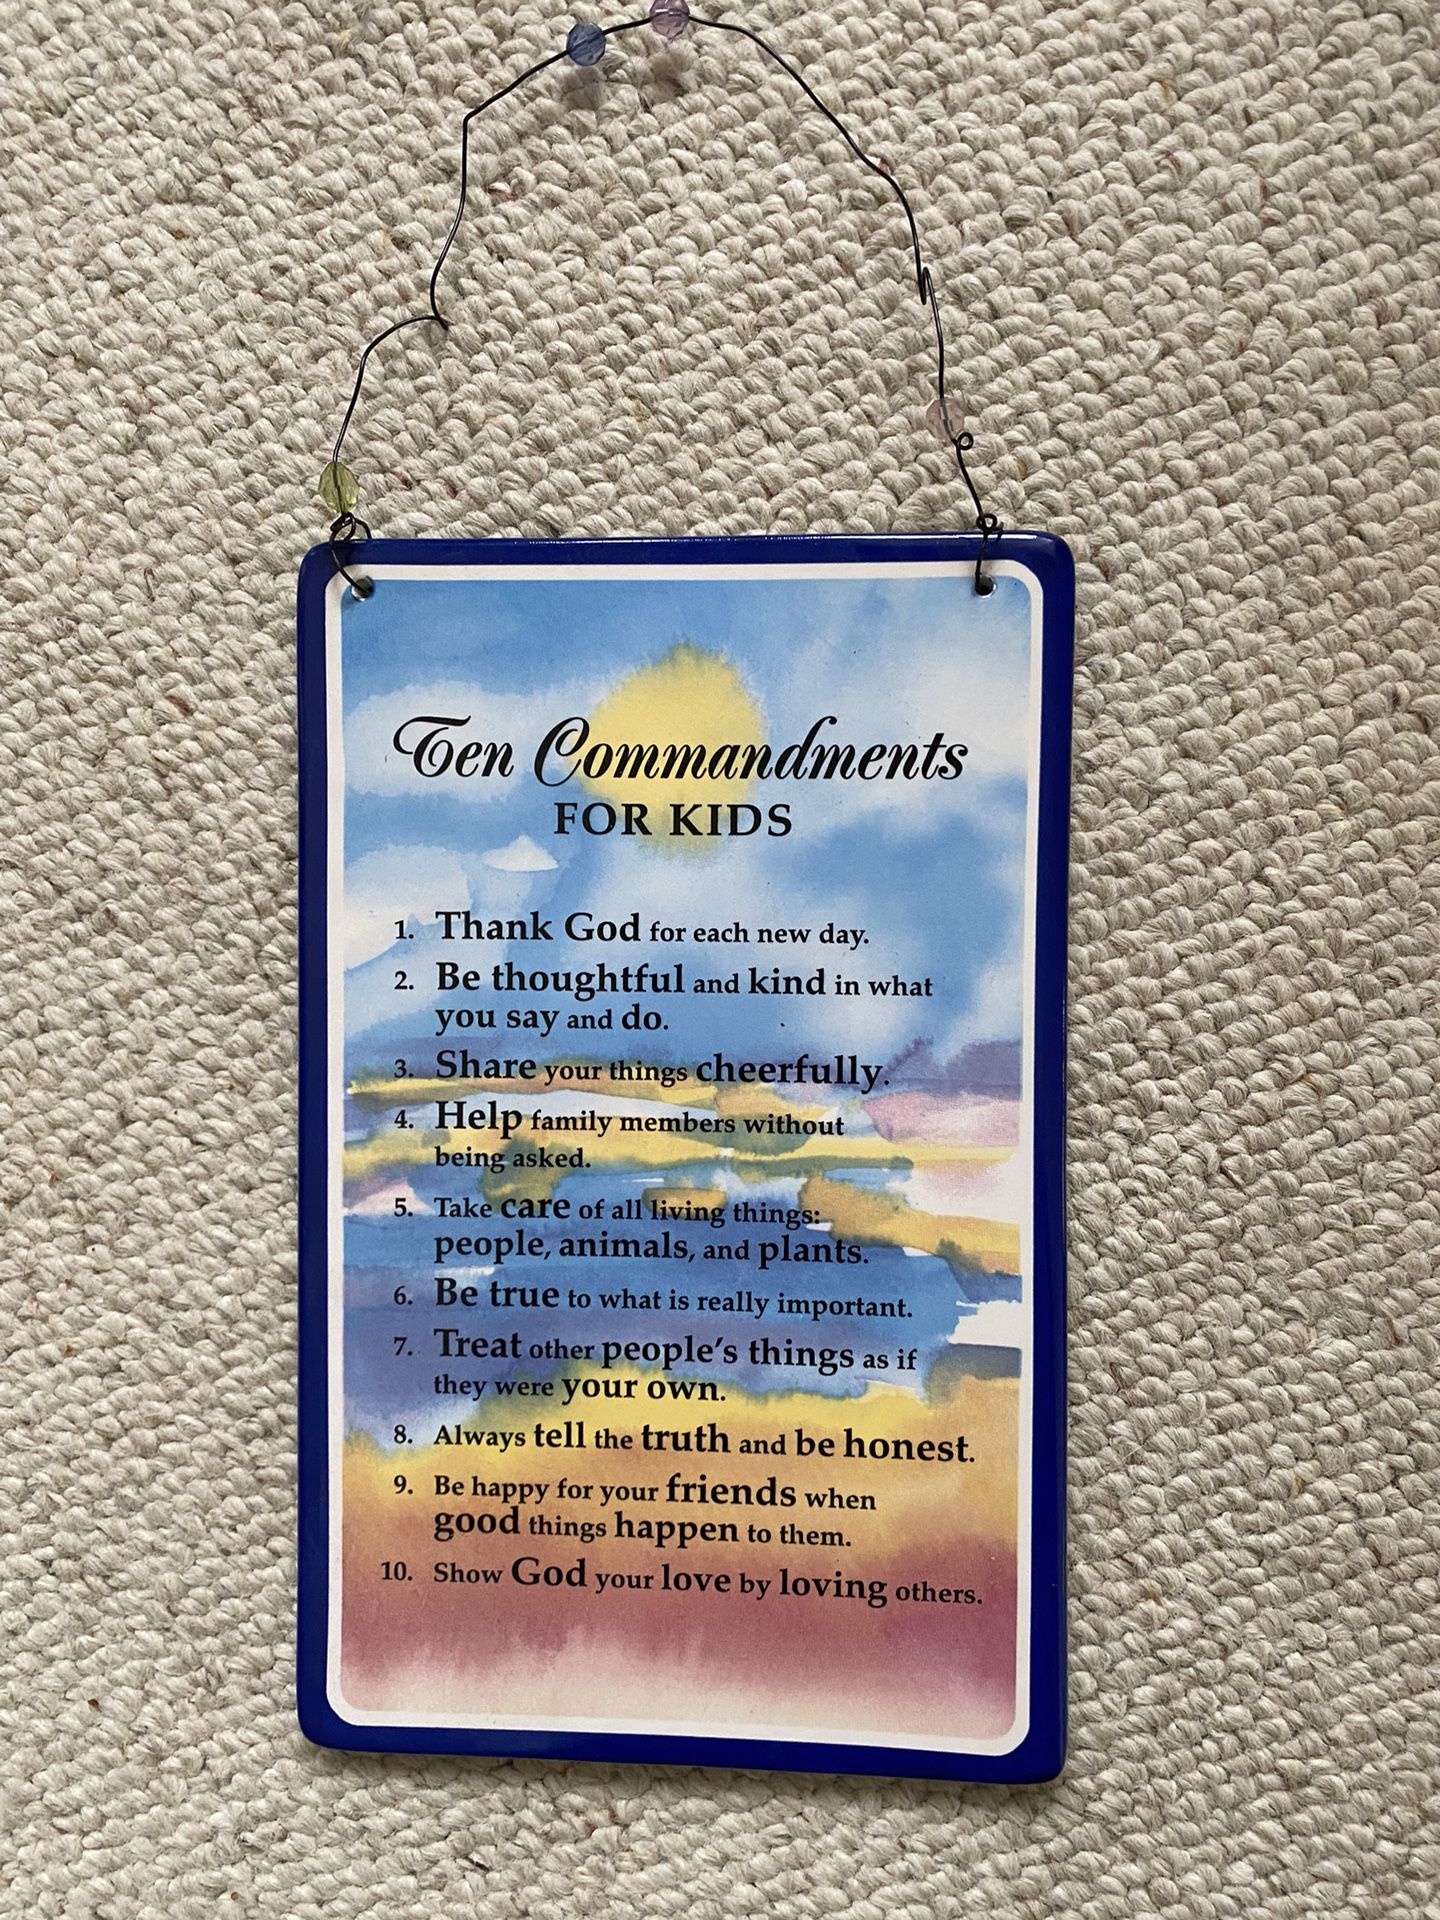 Ten Commandments
FOR KIDS
1. Thank God for each new day.
2. Be thoughtful and kind in what
you say and do.
3. Share your things cheerfully.
4. Help family members without
being asked.
5. Take care of all living things:
people, animals, and plants.
6. Be true to what is really important.
7. Treat other people's things as if
they were your own.
8. Always tell the truth and be honest.
9. Be happy for your friends when
good things happen to them.
10. Show God your love by loving others.